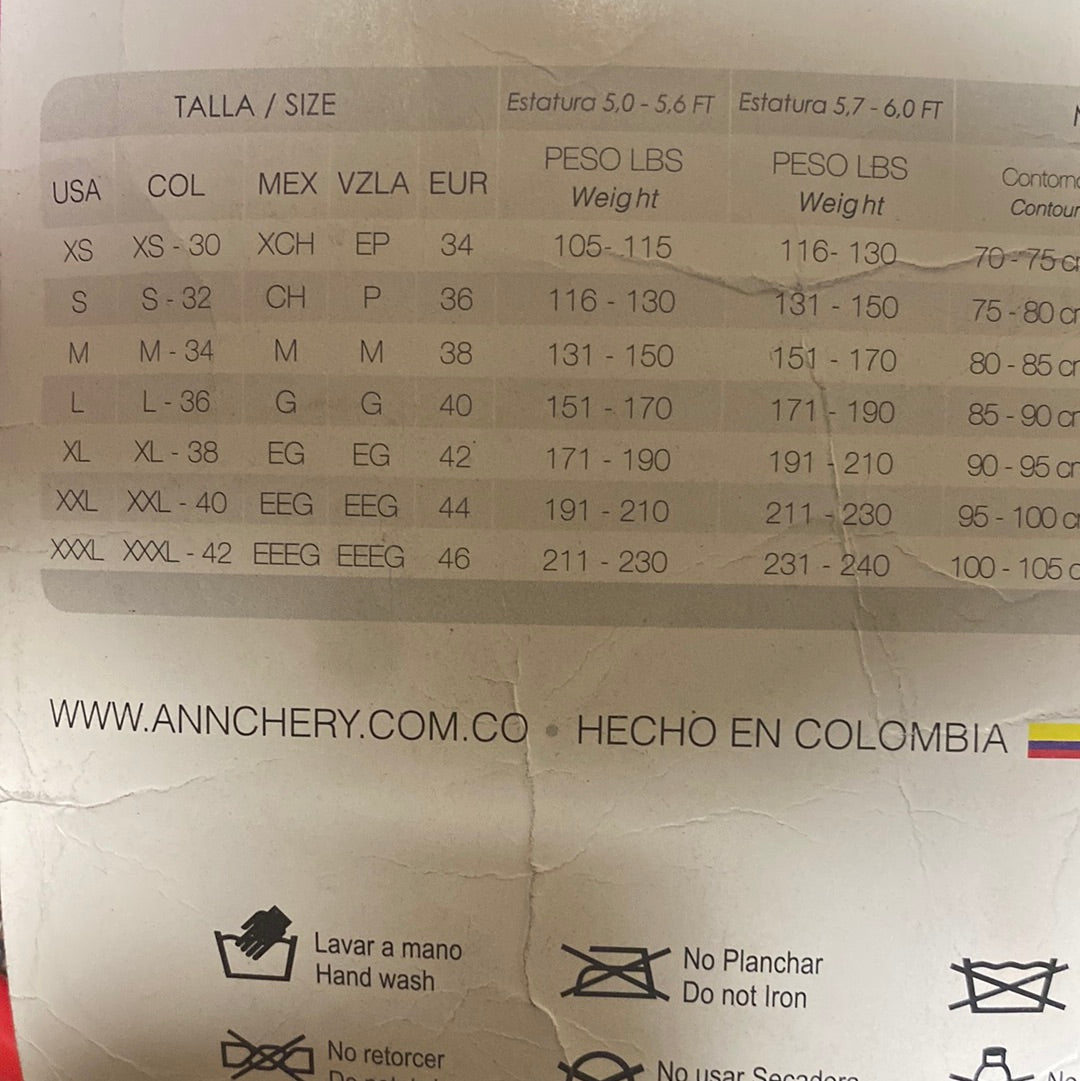 TALLA / SIZE Estatura 5,0 - 5,6 FT Estatura 5,7 - 6,0 FT
USA COL MEX VZLA EUR PESO LBS Weight PESO LBS Weight Contour
XS XS - 30 XCH EP 34 105- 115 116- 130 70 - 75
S S - 32 CH P 36 116 - 130 131 - 150 75 - 80
M M - 34 M M 38 131 - 150 151 - 170 80 - 85
L L - 36 G G 40 151 - 170 171 - 190 85 - 90
XL XL - 38 EG EG 42 171 - 190 191 - 210 90 - 95
XXL XXL - 40 EEG EEG 44 191 - 210 211 - 230 95 - 100
XXXL XXXL - 42 EEEG EEEG 46 211 - 230 231 - 240 100 - 105
WWW.ANNCHERY.COM.CO • HECHO EN COLOMBIA
Lavar a mano
Hand wash
No Planchar
Do not Iron
No retorcer
No usar